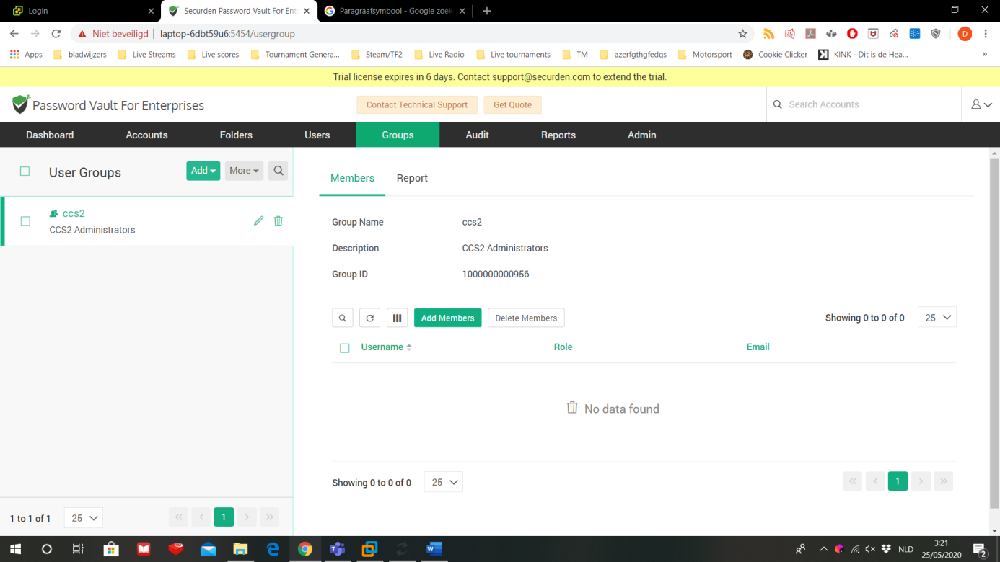 Login
Securden Password Vault For Ent
Paragraafsymbool - Google zoek
Niet beveiligd | laptop-6dbt59u6:5454/usergroup
D
Apps bladwijzers Live Streams Live scores Tournament Genera... Steam/TF2 Live Radio Live tournaments TM azerfgthgfedqs Motorsport Cookie Clicker KINK - Dit is de Hea... »
Trial license expires in 6 days. Contact support@securden.com to extend the trial.
Password Vault For Enterprises
Contact Technical Support
Get Quote
Search Accounts
Dashboard Accounts Folders Users Groups Audit Reports Admin
User Groups
Add
More
ccs2
CCS2 Administrators
1 to 1 of 1
25
1
Members
Report
Group Name ccs2
Description CCS2 Administrators
Group ID 1000000000956
Add Members
Delete Members
Showing 0 to 0 of 0
25
Username Role Email
No data found
Showing 0 to 0 of 0
25
1
NLD
3:21
25/05/2020
2